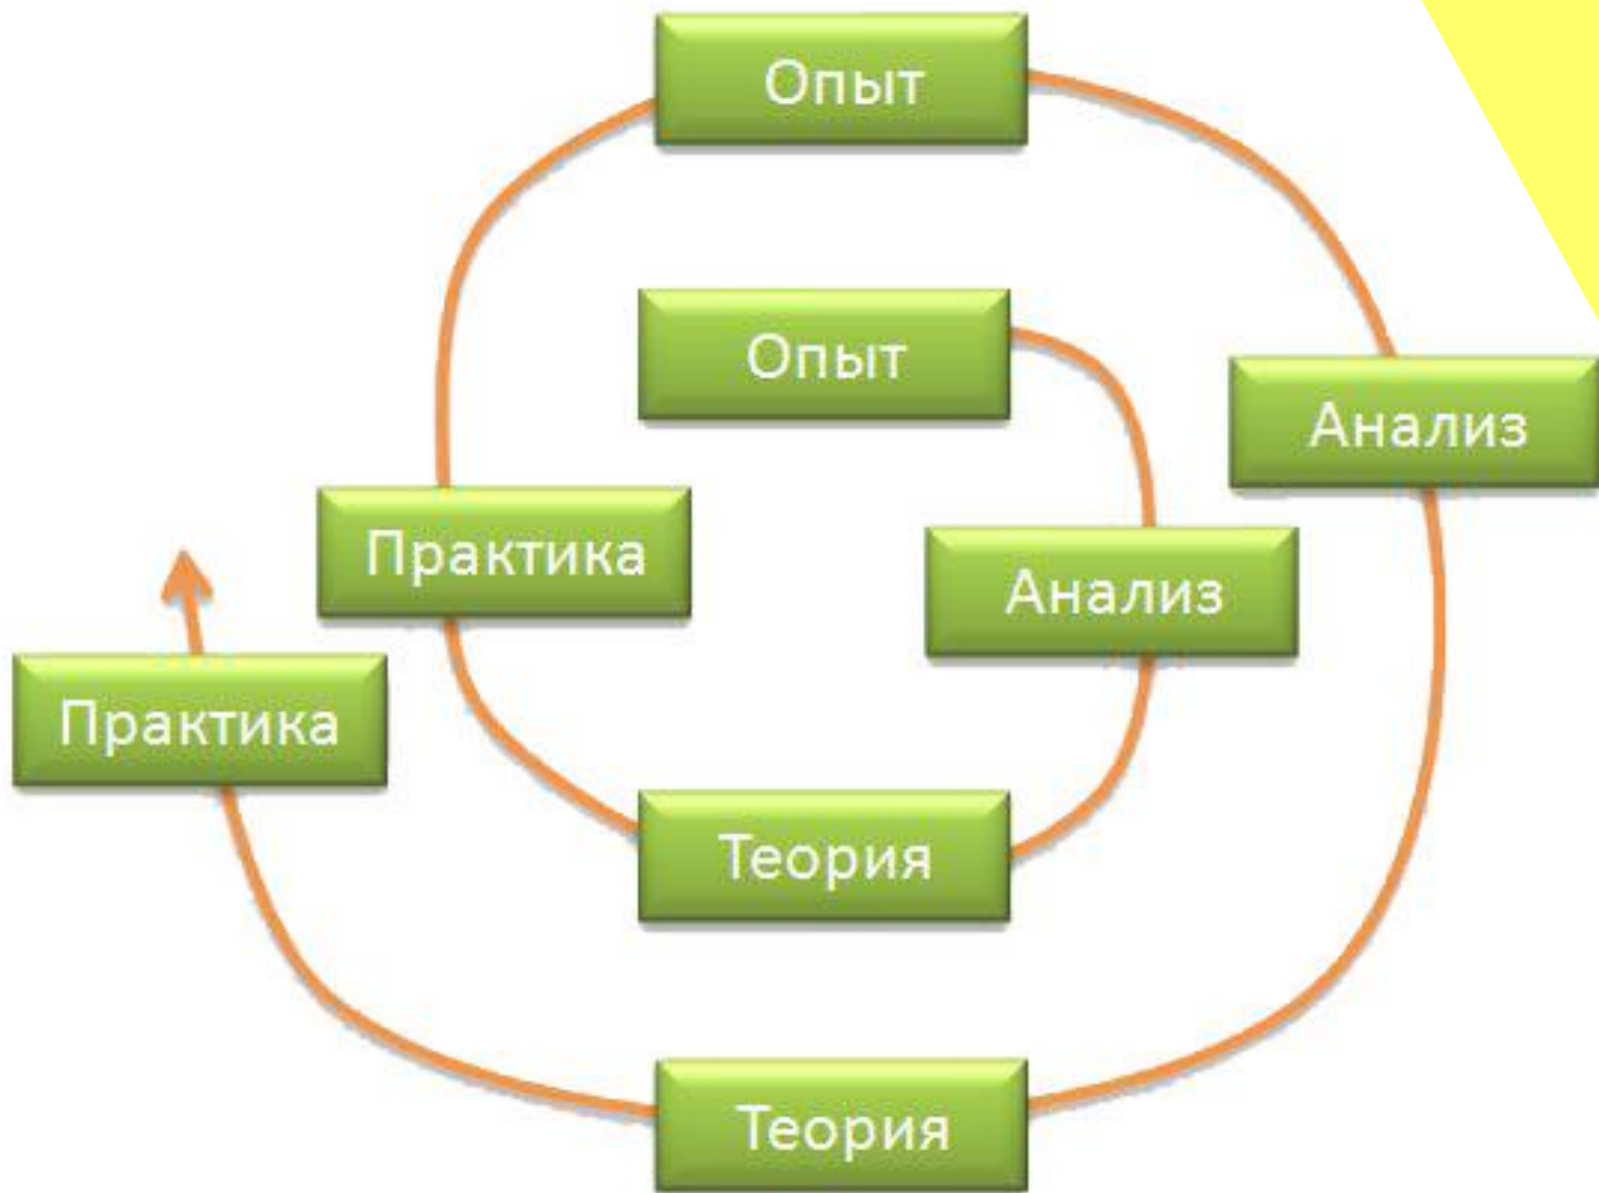 Опыт
Опыт
Анализ
Практика
Анализ
Практика
Теория
Теория